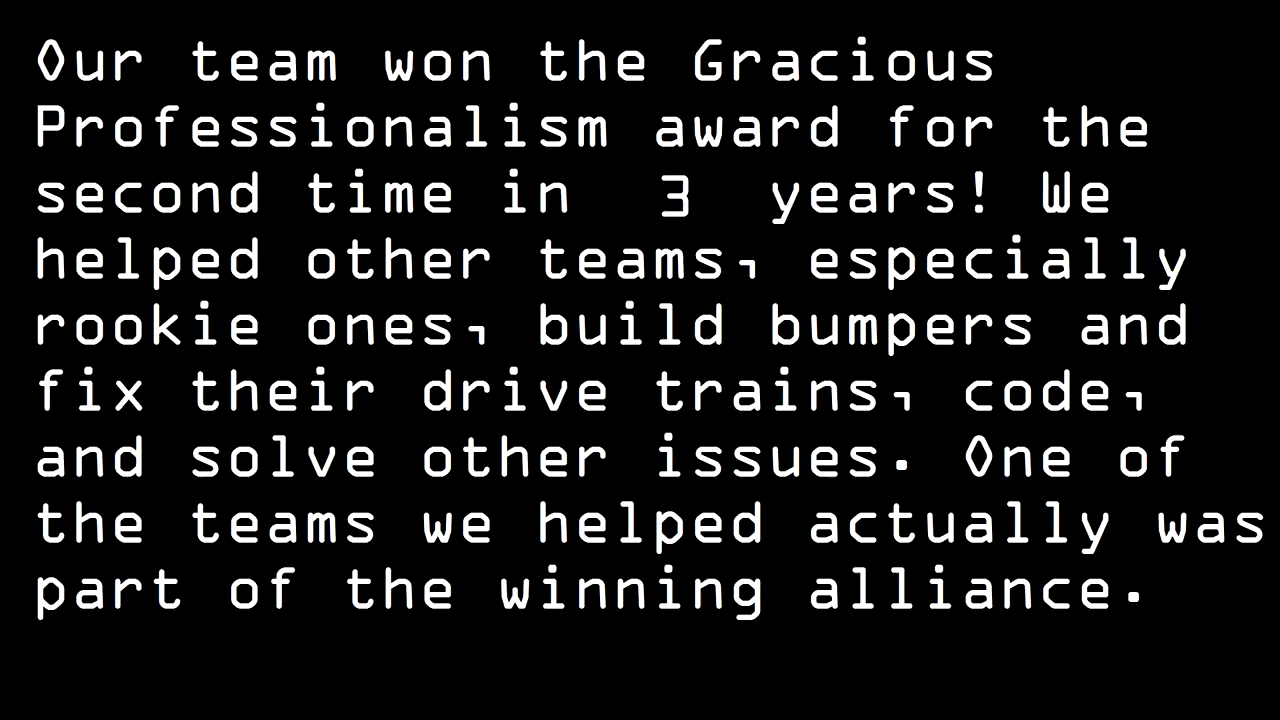 Our team won the Gracious
Professionalism award for the
second time in 3 years! We
helped other teams, especially
rookie ones, build bumpers and
fix their drive trains, code,
and solve other issues. One of
the teams we helped actually was
part of the winning alliance.